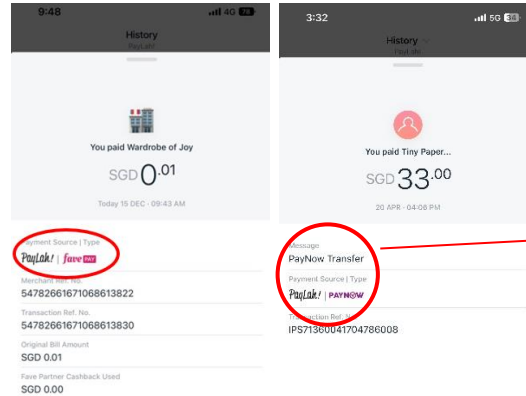 9:48
4G 78
History
PayLah!
You paid Wardrobe of Joy
SGD 0.01
Today 15 DEC - 09:43 AM
Payment Source | Type
PayLah! | fave PAY
Merchant Ref. No.
54782661671068613822
Transaction Ref. No.
54782661671068613830
Original Bill Amount
SGD 0.01
Fave Partner Cashback Used
SGD 0.00
3:32
5G
History
PayLah!
You paid Tiny Paper...
SGD 33.00
20 APR - 04:08 PM
Message
PayNow Transfer
Payment Source | Type
PayLah! | PAYNOW
Transaction Ref. No.
IPS71360041704786008